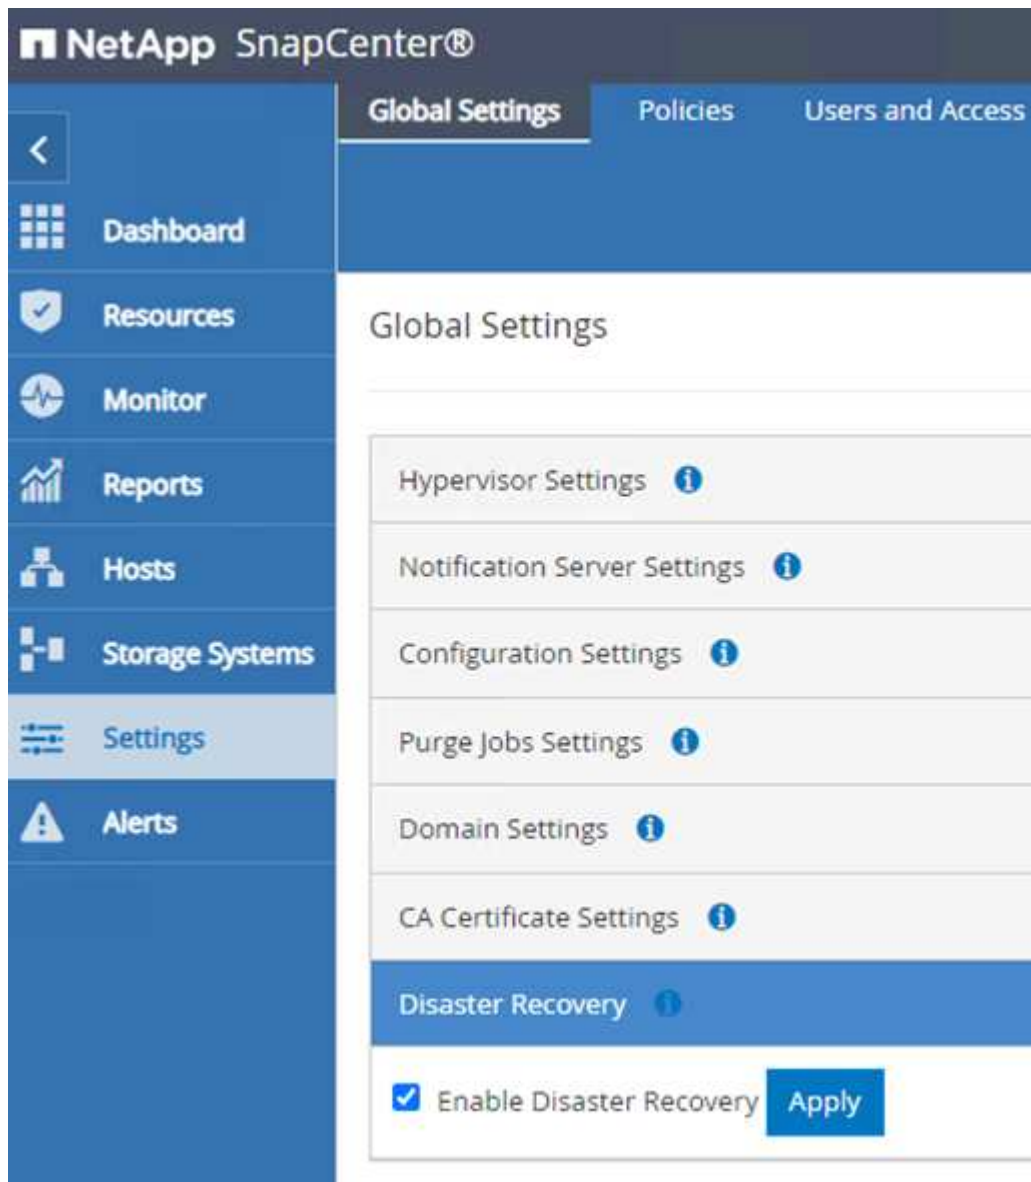 NetApp SnapCenter®
Global Settings Policies Users and Access
Dashboard
Resources
Monitor
Reports
Hosts
Storage Systems
Settings
Alerts
Global Settings
Hypervisor Settings
Notification Server Settings
Configuration Settings
Purge Jobs Settings
Domain Settings
CA Certificate Settings
Disaster Recovery
Enable Disaster Recovery Apply